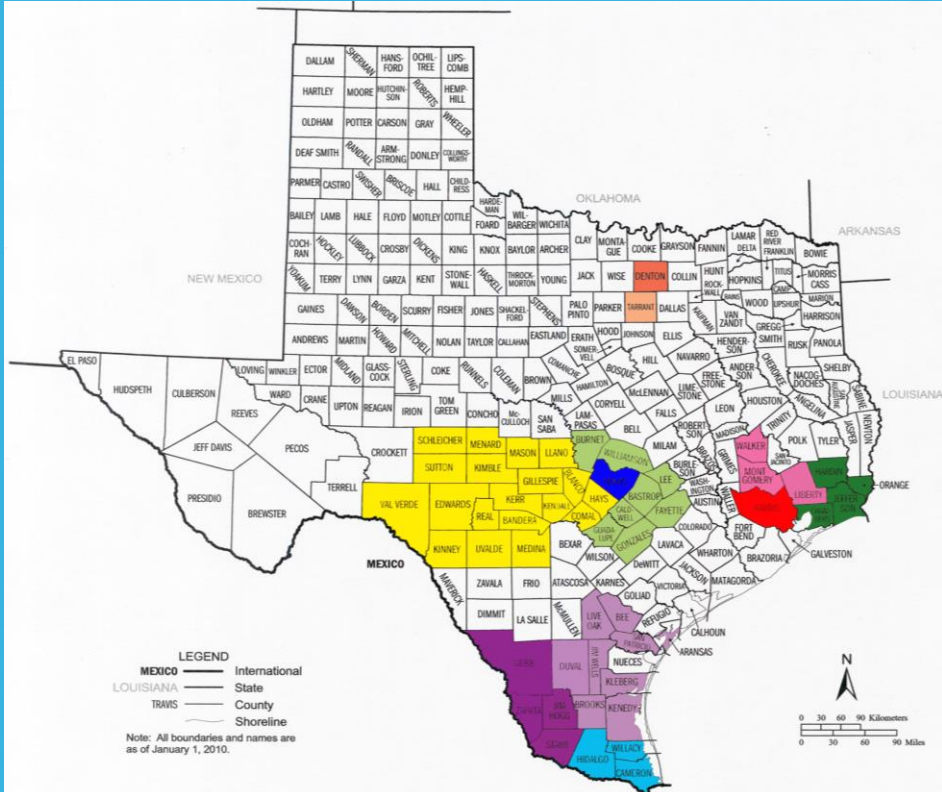 DALLAM
SHERMAN
HANS-
FORD
OCHIL-
TREE
LIPS-
COMB
HARTLEY
MOORE
HUTCHIN-
SON
ROBERTS
HEMP-
HILL
OLDHAM
POTTER
CARSON
GRAY
WHEELER
DEAF SMITH
RANDALL
ARM-
STRONG
DONLEY
COLLINGS-
WORTH
PARMER
CASTRO
SWISHER
BRISCOE
HALL
CHILD-
RESS
HARDE-
MAN
OKLAHOMA
BAILEY
LAMB
HALE
FLOYD
MOTLEY
COTTLE
FOARD
WIL-
BARGER
WICHITA
CLAY
MONTA-
GUE
COOKE
GRAYSON
FANNIN
LAMAR
DELTA
RED
RIVER
FRANKLIN
BOWIE
ARKANSAS
COCH-
RAN
HOCKLEY
LUBBOCK
CROSBY
DICKENS
KING
KNOX
BAYLOR
ARCHER
NEW MEXICO
YOAKUM
TERRY
LYNN
GARZA
KENT
STONE-
WALL
HASKELL
THROCK-
MORTON
YOUNG
JACK
WISE
DENTON
COLLIN
HUNT
ROCK-
WALL
HOPKINS
TITUS
CAMP
MORRIS
CASS
GAINES
DAWSON
BORDEN
SCURRY
FISHER
JONES
SHACKEL-
FORD
STEPHENS
PALO
PINTO
PARKER
TARRANT
DALLAS
KAUFMAN
RAINS
WOOD
UPSHUR
MARION
HARRISON
VAN
ZANDT
GREGG
SMITH
RUSK
PANOLA
ANDREWS
MARTIN
HOWARD
MITCHELL
NOLAN
TAYLOR
CALLAHAN
EASTLAND
ERATH
HOOD
SOMER-
VELL
JOHNSON
ELLIS
HENDER-
SON
EL PASO
HUDSPETH
CULBERSON
LOVING
WINKLER
ECTOR
MIDLAND
GLASS-
COCK
STERLING
COKE
RUNNELS
COLEMAN
BROWN
COMANCHE
BOSQUE
HILL
NAVARRO
ANDER-
SON
CHEROKEE
NACOG-
DOCHES
SHELBY
SAN
AUGUSTINE
SABINE
LOUISIANA
REEVES
WARD
CRANE
UPTON
REAGAN
IRION
TOM
GREEN
CONCHO
Mc-
CULLOCH
SAN
SABA
MILLS
HAMILTON
LAM-
PASAS
CORYELL
McLENNAN
LIME-
STONE
FREE-
STONE
FALLS
BELL
LEON
HOUSTON
ANGELINA
TRINITY
POLK
TYLER
JASPER
NEWTON
JEFF DAVIS
PECOS
CROCKETT
SCHLEICHER
MENARD
MASON
LLANO
BURNET
WILLIAMSON
MILAM
ROBERT-
SON
BRAZOS
MADISON
GRIMES
WALKER
SAN
JACINTO
HARDIN
ORANGE
PRESIDIO
BREWSTER
TERRELL
SUTTON
KIMBLE
GILLESPIE
BLANCO
HAYS
LEE
BURLE-
SON
WASH-
INGTON
MONT
GOMERY
LIBERTY
JEFFER
SON
VAL VERDE
EDWARDS
REAL
KERR
BANDERA
KENDALL
COMAL
CALD
WELL
BASTROP
FAYETTE
AUSTIN
WALLER
HARRIS
KINNEY
UVALDE
MEDINA
BEXAR
GUADA
LUPE
GONZALES
COLORADO
FORT
BEND
GALVESTON
MEXICO
MAVERICK
ZAVALA
FRIO
ATASCOSA
WILSON
KARNES
DeWITT
LAVACA
WHARTON
BRAZORIA
DIMMIT
LA SALLE
McMULLEN
LIVE
OAK
BEE
GOLIAD
VICTORIA
JACKSON
MATAGORDA
REFUGIO
CALHOUN
ARANSAS
SAN
PATRICIO
WEBB
DUVAL
JIM WELLS
NUECES
KLEBERG
ZAPATA
JIM
HOGG
BROOKS
KENEDY
STARR
HIDALGO
WILLACY
CAMERON
LEGEND
MEXICO International
LOUISIANA State
TRAVIS County
Shoreline
Note: All boundaries and names are
as of January 1, 2010.
N
0 30 60 90 Kilometers
0 30 60 90 Miles